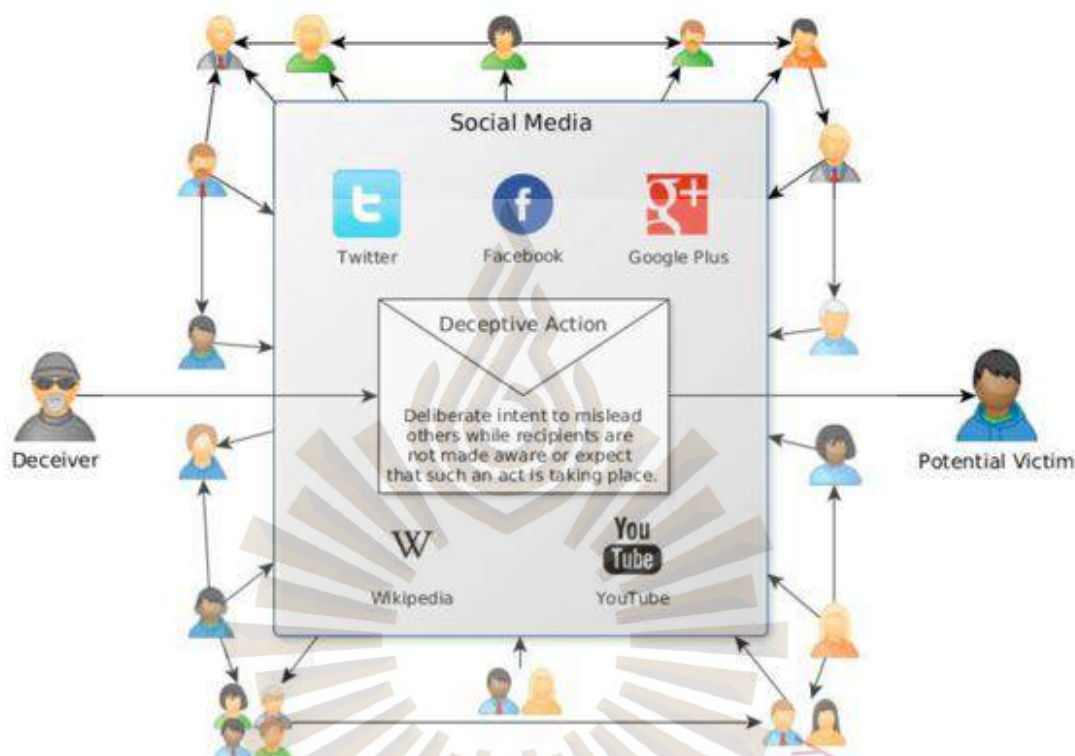 Social Media
t
f
g+
Twitter
Facebook
Google Plus
Deceptive Action
Deliberate intent to mislead
others while recipients are
not made aware or expect
that such an act is taking place.
Deceiver
Potential Victim
W
You
Tube
Wikipedia
YouTube